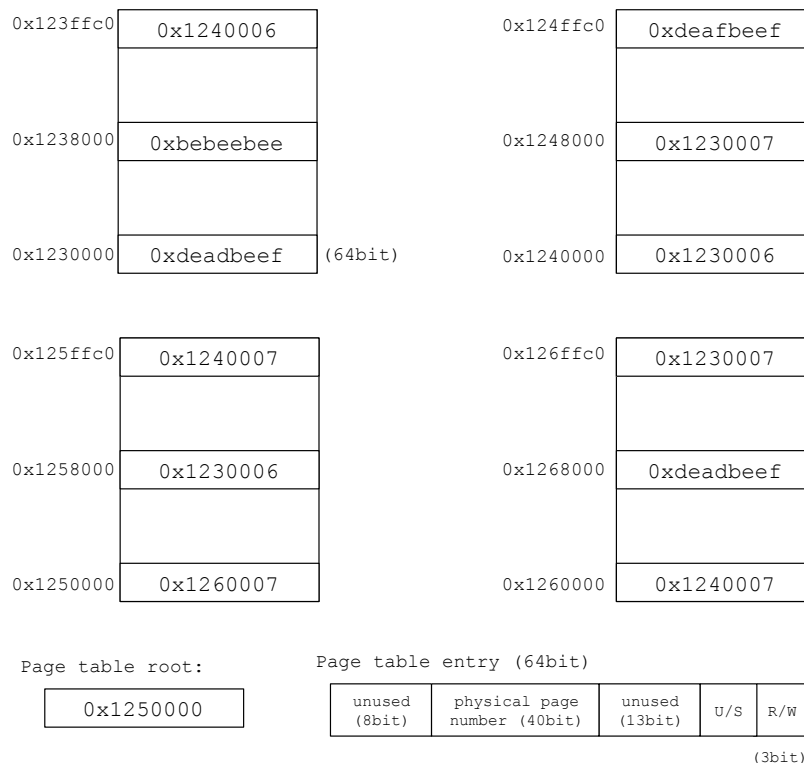 0x123ffc0 0x1240006
0x1238000 0xbebeebee
0x1230000 0xdeadbeef (64bit)
0x124ffc0 0xdeafbeef
0x1248000 0x1230007
0x1240000 0x1230006
0x125ffc0 0x1240007
0x1258000 0x1230006
0x1250000 0x1260007
0x126ffc0 0x1230007
0x1268000 0xdeadbeef
0x1260000 0x1240007
Page table root:
0x1250000
Page table entry (64bit)
unused
(8bit)
physical page
number (40bit)
unused
(13bit)
U/S
R/W
(3bit)